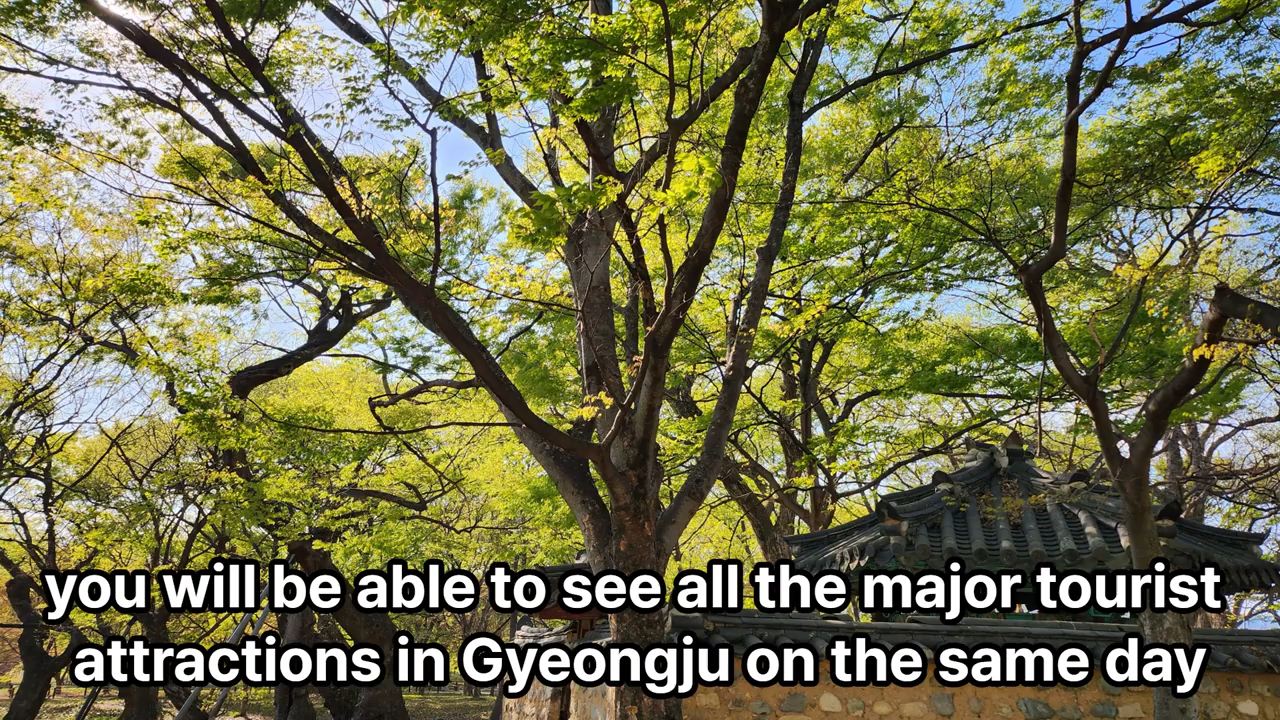 you will be able to see all the major tourist
attractions in Gyeongju on the same day